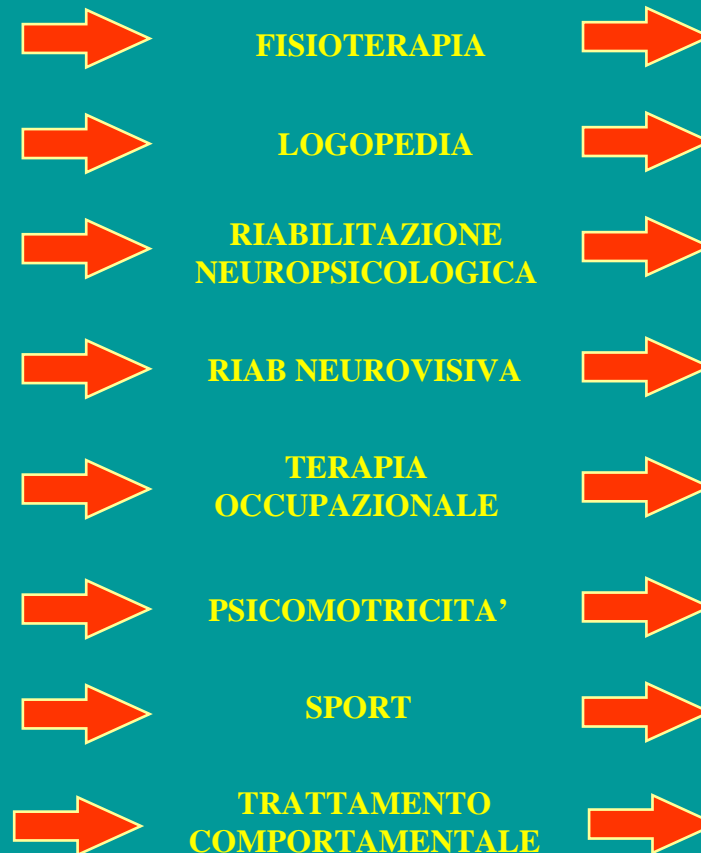 FISIOTERAPIA
LOGOPEDIA
RIABILITAZIONE
NEUROPSICOLOGICA
RIAB NEUROVISIVA
TERAPIA
OCCUPAZIONALE
PSICOMOTRICITA’
SPORT
TRATTAMENTO
COMPORTAMENTALE